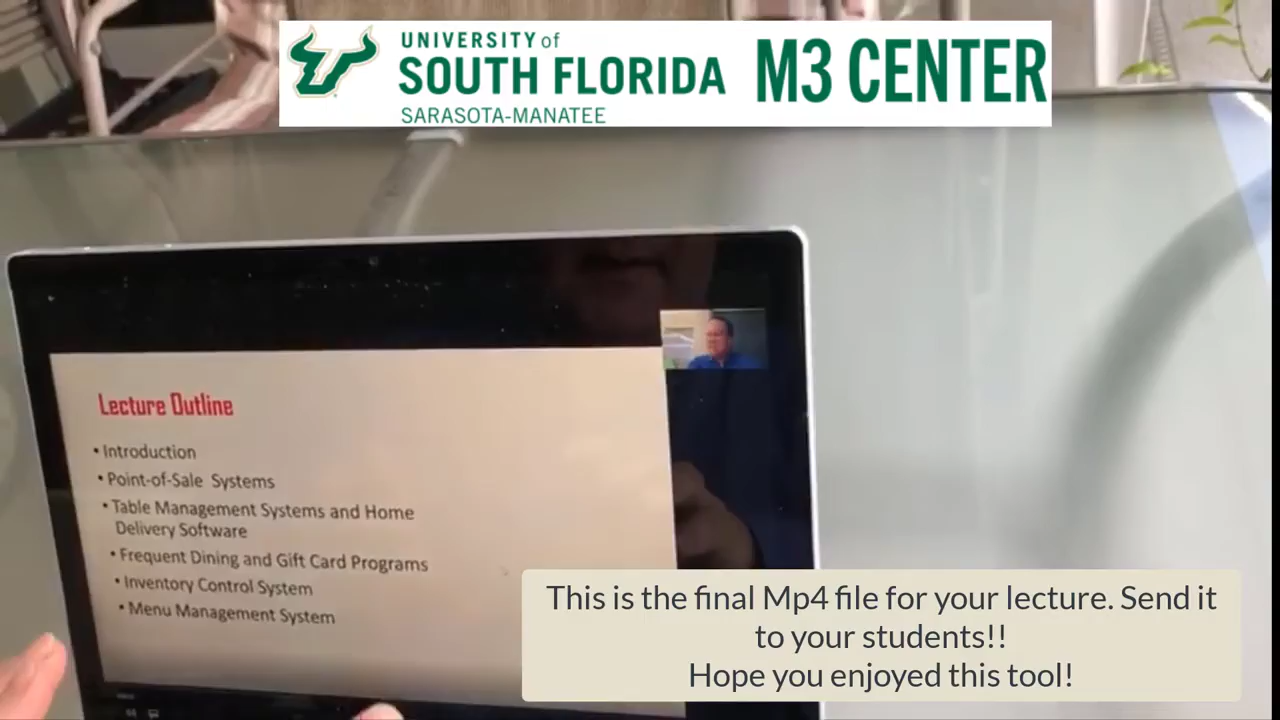 UNIVERSITY of
SOUTH FLORIDA
SARASOTA-MANATEE
M3 CENTER
Lecture Outline
• Introduction
• Point-of-Sale Systems
• Table Management Systems and Home
Delivery Software
• Frequent Dining and Gift Card Programs
• Inventory Control System
• Menu Management System
This is the final Mp4 file for your lecture. Send it
to your students!!
Hope you enjoyed this tool!